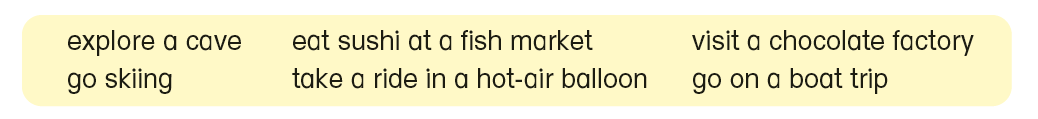 explore a cave eat sushi at a fish market visit a chocolate factory
go skiing take a ride in a hot-air balloon go on a boat trip